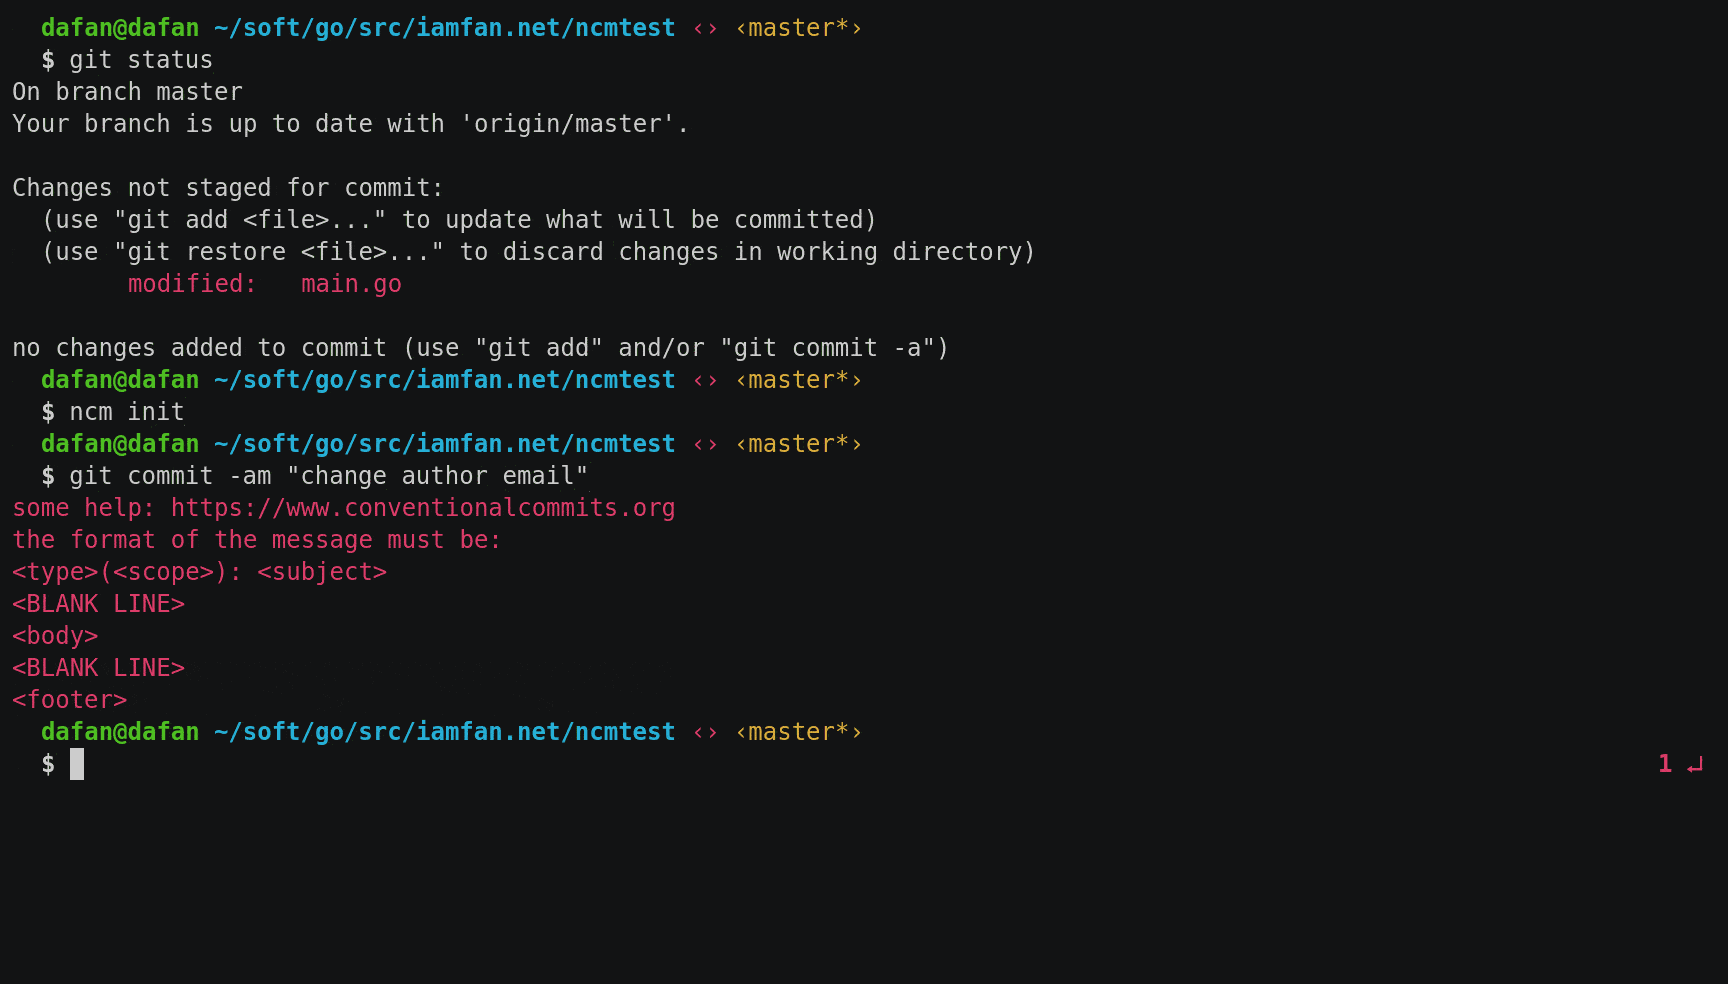 dafan@dafan ~/soft/go/src/iamfan.net/ncmtest ‹› ‹master*›
$ git status
On branch master
Your branch is up to date with 'origin/master'.
Changes not staged for commit:
(use "git add <file>..." to update what will be committed)
(use "git restore <file>..." to discard changes in working directory)
modified:   main.go
no changes added to commit (use "git add" and/or "git commit -a")
dafan@dafan ~/soft/go/src/iamfan.net/ncmtest ‹› ‹master*›
$ ncm init
dafan@dafan ~/soft/go/src/iamfan.net/ncmtest ‹› ‹master*›
$ git commit -am "change author email"
some help: https://www.conventionalcommits.org
the format of the message must be:
<type>(<scope>): <subject>
<BLANK LINE>
<body>
<BLANK LINE>
<footer>
dafan@dafan ~/soft/go/src/iamfan.net/ncmtest ‹› ‹master*›
$ 1 ↵